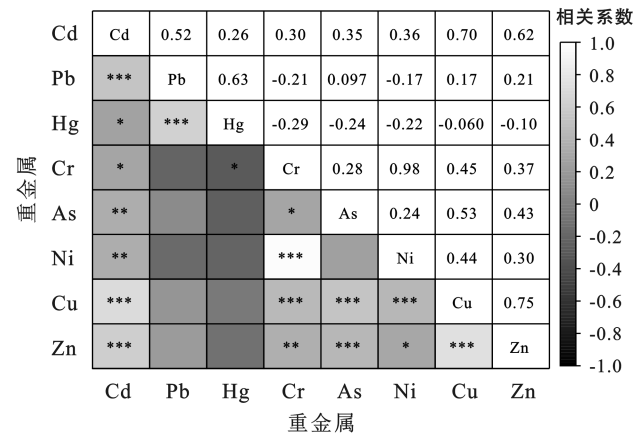 相关系数
Cd Cd 0.52 0.26 0.30 0.35 0.36 0.70 0.62
Pb *** Pb 0.63 -0.21 0.097 -0.17 0.17 0.21
Hg * *** Hg -0.29 -0.24 -0.22 -0.060 -0.10
Cr * * Cr 0.28 0.98 0.45 0.37
As ** * As 0.24 0.53 0.43
Ni ** *** Ni 0.44 0.30
Cu *** *** *** *** Cu 0.75
Zn *** ** *** * *** Zn
Cd Pb Hg Cr As Ni Cu Zn
重金属
重金属
1.0
0.8
0.6
0.4
0.2
0
-0.2
-0.4
-0.6
-0.8
-1.0